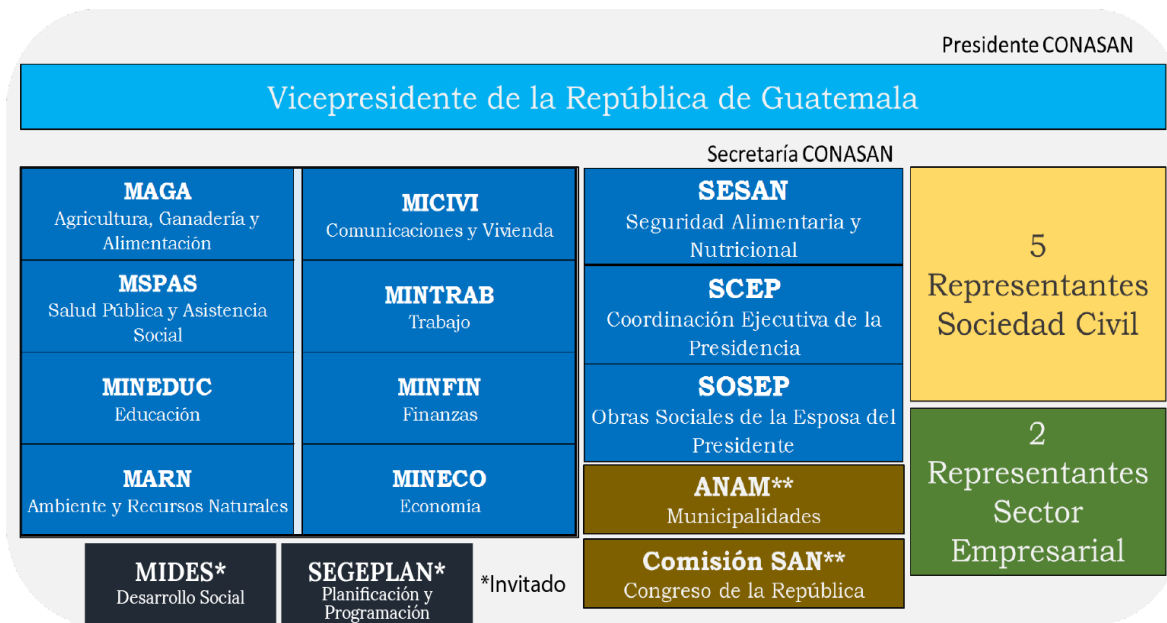 Presidente CONASAN
Vicepresidente de la República de Guatemala
Secretaría CONASAN
MAGA
Agricultura, Ganadería y
Alimentación
MSPAS
Salud Pública y Asistencia
Social
MINEDUC
Educación
MARN
Ambiente y Recursos Naturales
MICIVI
Comunicaciones y Vivienda
MINTRAB
Trabajo
MINFIN
Finanzas
MINECO
Economía
SESAN
Seguridad Alimentaria y
Nutricional
SCEP
Coordinación Ejecutiva de la
Presidencia
SOSEP
Obras Sociales de la Esposa del
Presidente
ANAM**
Municipalidades
Comisión SAN**
Congreso de la República
5
Representantes
Sociedad Civil
2
Representantes
Sector
Empresarial
MIDES*
Desarrollo Social
SEGEPLAN*
Planificación y
Programación
*Invitado